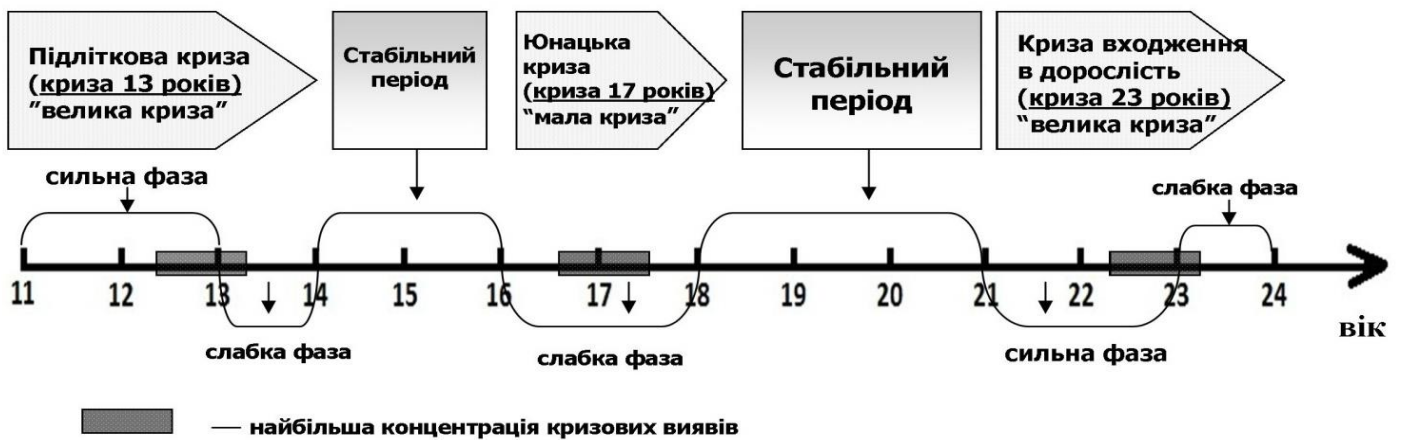 Підліткова криза
(криза 13 років)
"велика криза"
Стабільний
період
Юнацька
криза
(криза 17 років)
"мала криза"
Стабільний
період
Криза входження
в дорослість
(криза 23 років)
"велика криза"
сильна фаза
слабка фаза
11 12 13 14 15 16 17 18 19 20 21 22 23 24
вік
слабка фаза
слабка фаза
сильна фаза
— найбільша концентрація кризових виявів